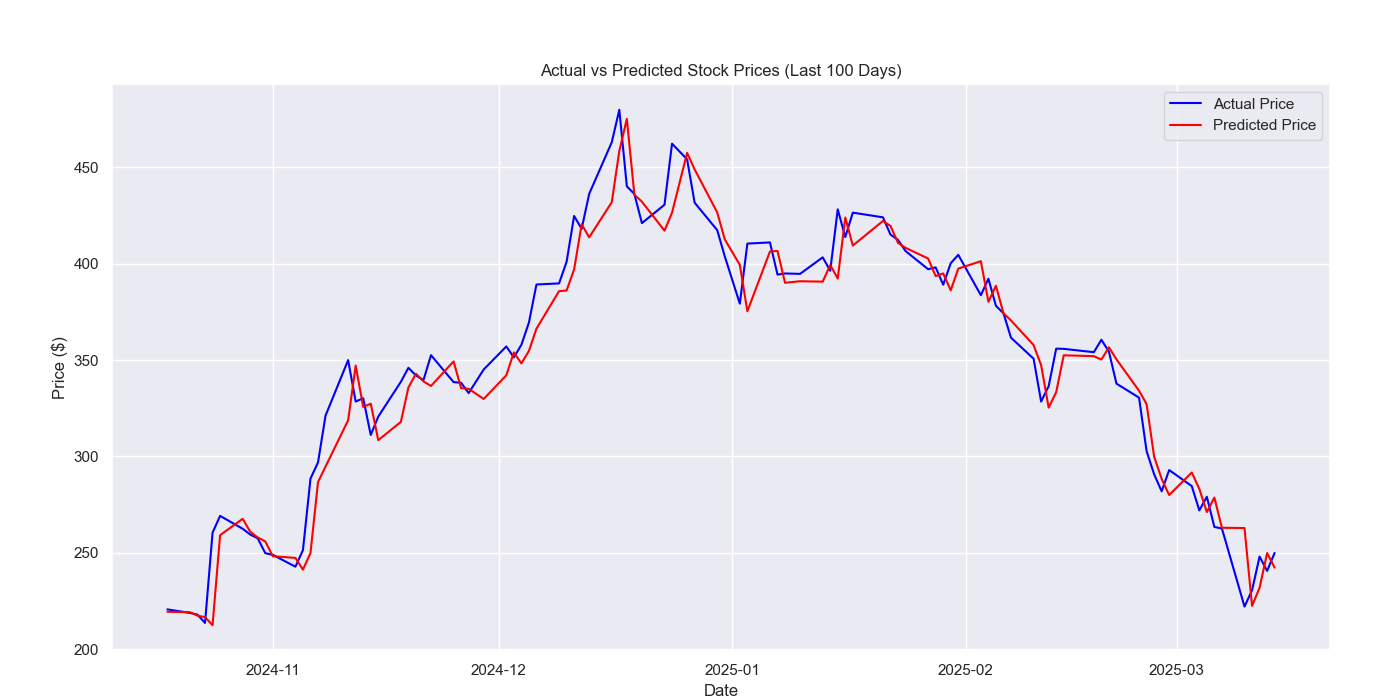 Actual vs Predicted Stock Prices (Last 100 Days)
Actual Price
Predicted Price
Price ($)
450
400
350
300
250
200
2024-11
2024-12
2025-01
2025-02
2025-03
Date